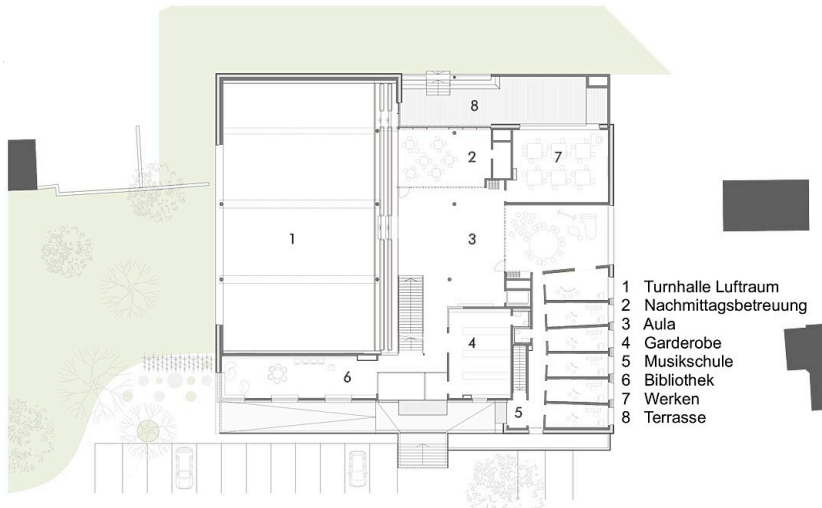 8
2
7
1
3
4
6
5
1 Turnhalle Luftraum
2 Nachmittagsbetreuung
3 Aula
4 Garderobe
5 Musikschule
6 Bibliothek
7 Werken
8 Terrasse